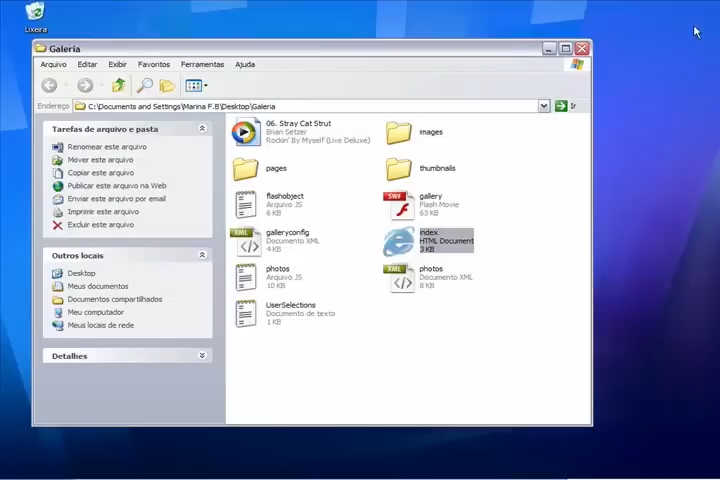 Lixeira
Galeria
Arquivo Editar Exibir Favoritos Ferramentas Ajuda
Endereço C:\Documents and Settings\Marina F.B\Desktop\Galeria Ir
Tarefas de arquivo e pasta
Renomear este arquivo
Mover este arquivo
Copiar este arquivo
Publicar este arquivo na Web
Enviar este arquivo por email
Imprimir este arquivo
Excluir este arquivo
Outros locais
Desktop
Meus documentos
Documentos compartilhados
Meu computador
Meus locais de rede
Detalhes
06. Stray Cat Strut
Brian Setzer
Rockin' By Myself (Live Deluxe)
images
pages
thumbnails
flashobject
Arquivo JS
6 KB
SWF
gallery
Flash Movie
63 KB
XML
galleryconfig
Documento XML
4 KB
index
HTML Document
3 KB
photos
Arquivo JS
10 KB
XML
photos
Documento XML
8 KB
UserSelections
Documento de texto
1 KB